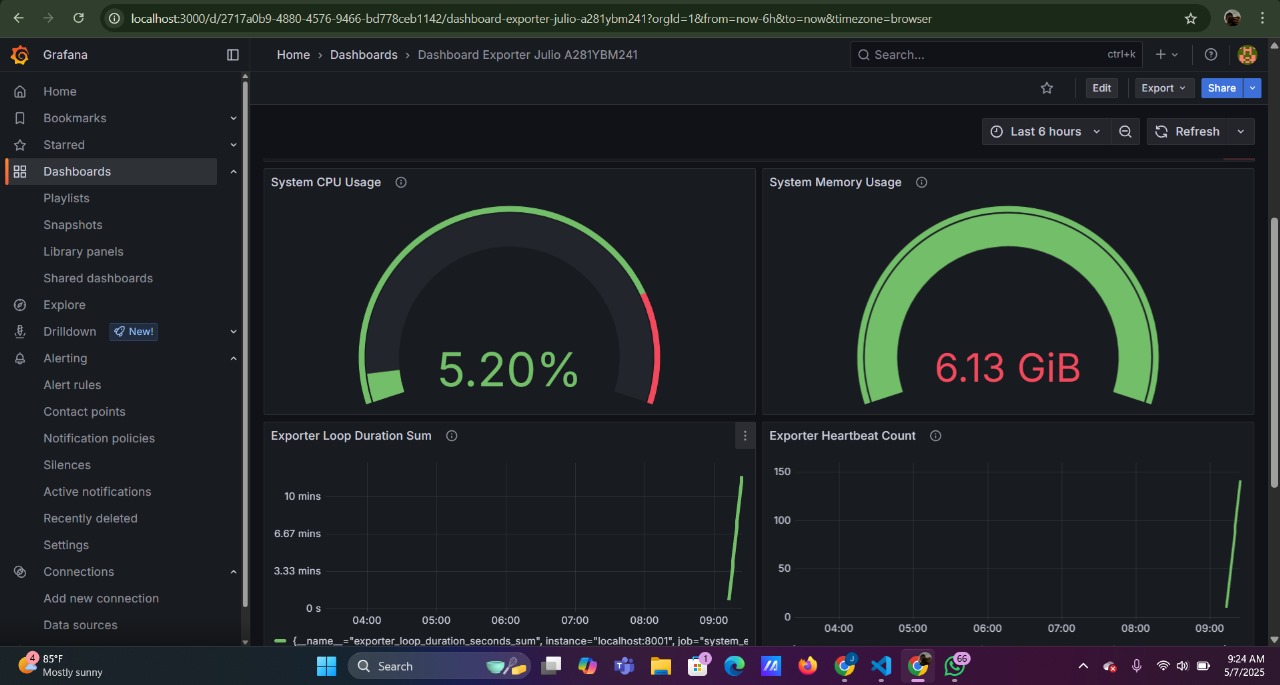 localhost:3000/d/2717a0b9-4880-4576-9466-bd778ceb1142/dashboard-exporter-julio-a281ybm241?orgId=1&from=now-6h&to=now&timezone=browser
Grafana
Home › Dashboards › Dashboard Exporter Julio A281YBM241
Search... ctrl+k
Edit
Export
Share
Last 6 hours
Refresh
Home
Bookmarks
Starred
Dashboards
Playlists
Snapshots
Library panels
Shared dashboards
Explore
Drilldown New!
Alerting
Alert rules
Contact points
Notification policies
Silences
Active notifications
Recently deleted
Settings
Connections
Add new connection
Data sources
System CPU Usage
5.20%
System Memory Usage
6.13 GiB
Exporter Loop Duration Sum
10 mins
6.67 mins
3.33 mins
0 s
04:00 05:00 06:00 07:00 08:00 09:00
{__name__="exporter_loop_duration_seconds_sum", instance="localhost:8001", job="system_e
Exporter Heartbeat Count
150
100
50
0
04:00 05:00 06:00 07:00 08:00 09:00
4
85°F
Mostly sunny
Search
1
66
9:24 AM
5/7/2025